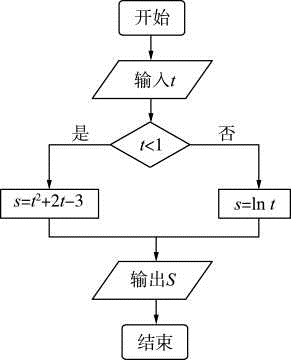 开始
输入t
t<1
是
否
s=t²+2t−3
s=ln t
输出S
结束